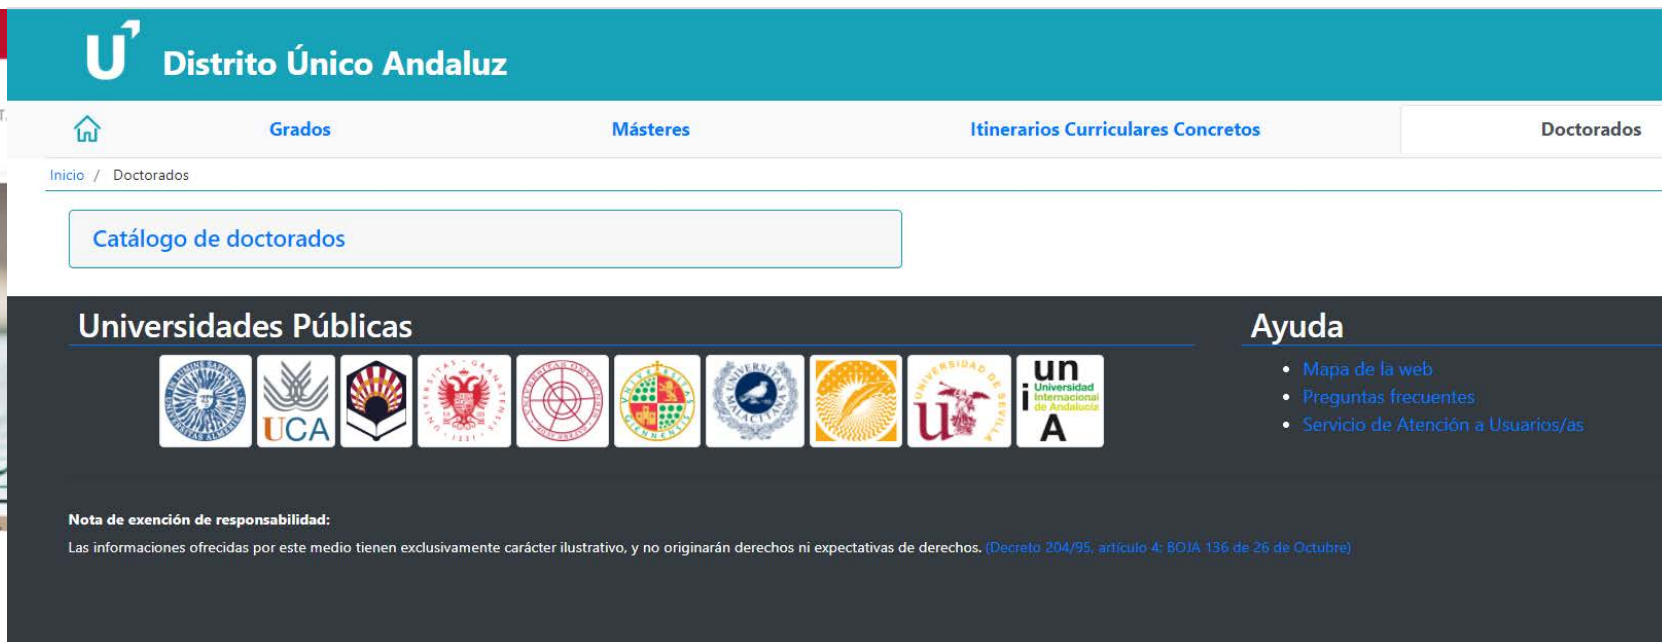 U
Distrito Único Andaluz
Grados
Másteres
Itinerarios Curriculares Concretos
Doctorados
Inicio / Doctorados
Catálogo de doctorados
Universidades Públicas
UCA
U
UNIVERSIDAD DE SEVILLA
un
i
Universidad
Internacional
de Andalucía
A
Ayuda
Mapa de la web
Preguntas frecuentes
Servicio de Atención a Usuarios/as
Nota de exención de responsabilidad:
Las informaciones ofrecidas por este medio tienen exclusivamente carácter ilustrativo, y no originarán derechos ni expectativas de derechos. (Decreto 204/95, artículo 4: BOJA 136 de 26 de Octubre)